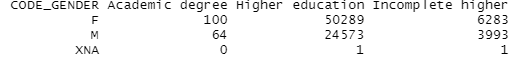 CODE_GENDER Academic degree Higher education Incomplete higher
F 100 50289 6283
M 64 24573 3993
XNA 0 1 1